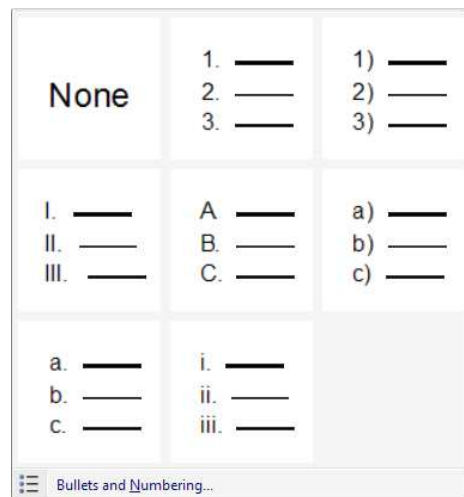 None
1.
2.
3.
1)
2)
3)
I.
II.
III.
A
B.
C.
a)
b)
c)
a.
b.
c.
i.
ii.
iii.
Bullets and Numbering...